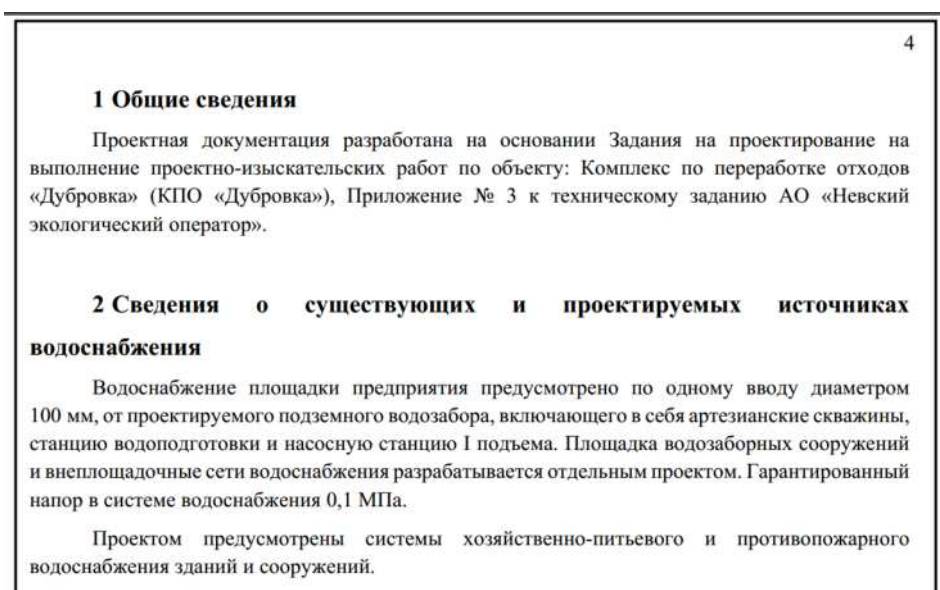 4
1 Общие сведения
Проектная документация разработана на основании Задания на проектирование на
выполнение проектно-изыскательских работ по объекту: Комплекс по переработке отходов
«Дубровка» (КПО «Дубровка»), Приложение № 3 к техническому заданию АО «Невский
экологический оператор».
2 Сведения о существующих и проектируемых источниках
водоснабжения
Водоснабжение площадки предприятия предусмотрено по одному вводу диаметром
100 мм, от проектируемого подземного водозабора, включающего в себя артезианские скважины,
станцию водоподготовки и насосную станцию I подъема. Площадка водозаборных сооружений
и внеплощадочные сети водоснабжения разрабатывается отдельным проектом. Гарантированный
напор в системе водоснабжения 0,1 МПа.
Проектом предусмотрены системы хозяйственно-питьевого и противопожарного
водоснабжения зданий и сооружений.